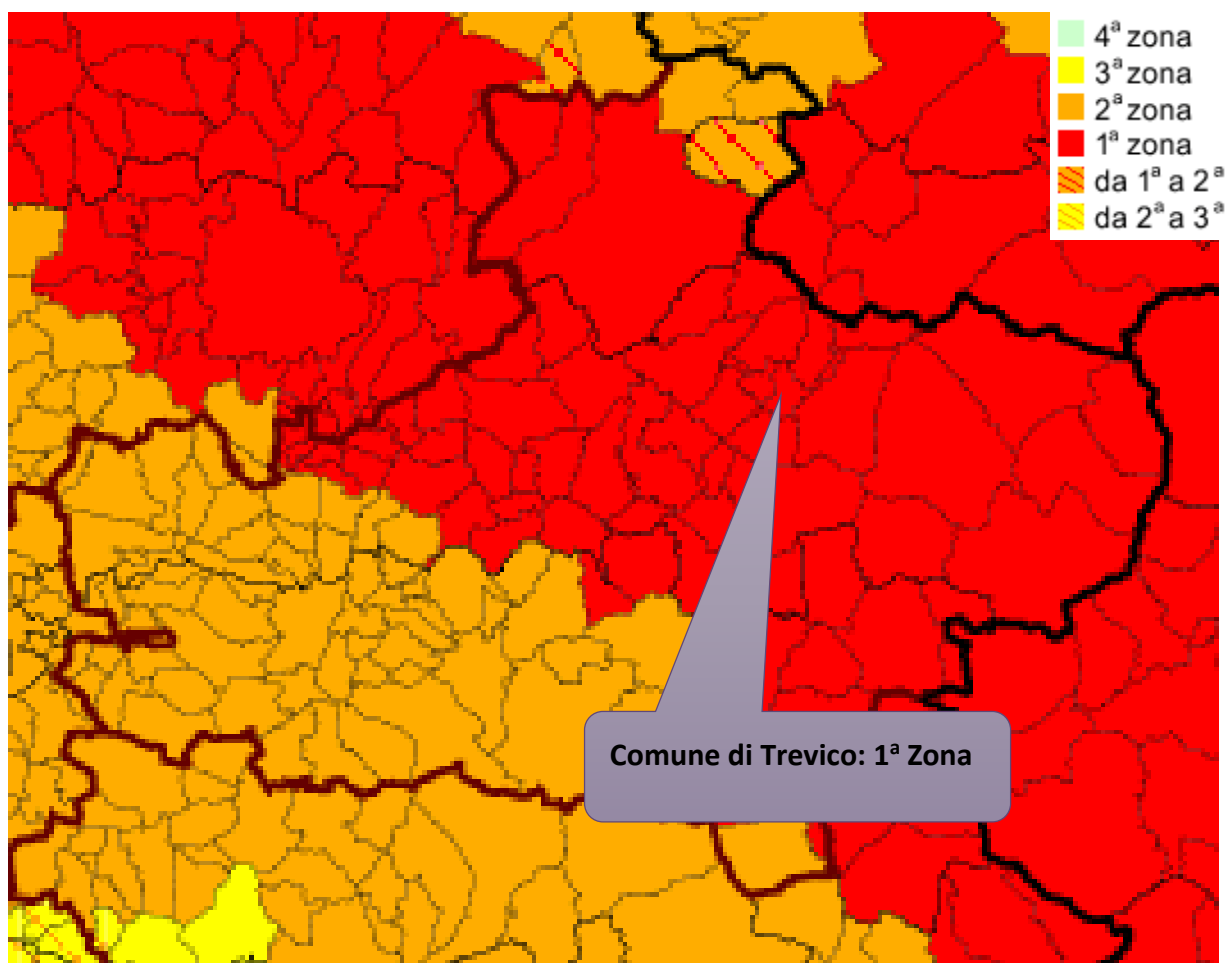 4ª zona
3ª zona
2ª zona
1ª zona
da 1ª a 2ª
da 2ª a 3ª
Comune di Trevico: 1ª Zona